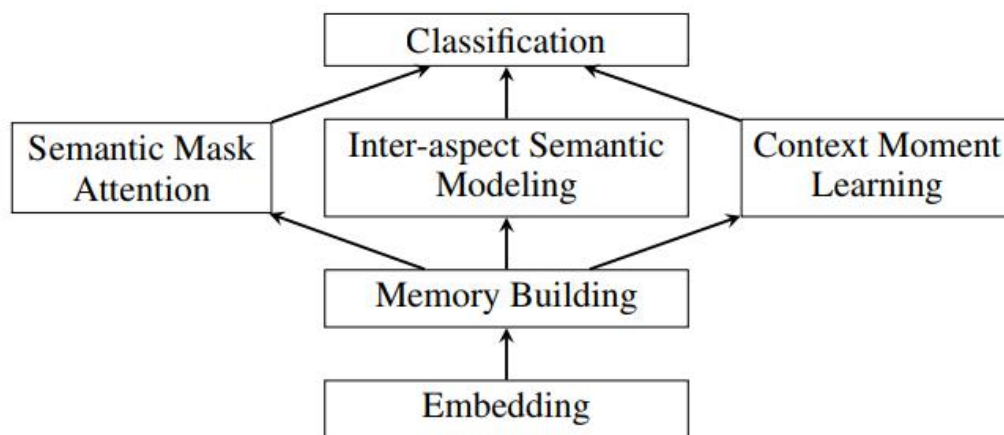 Classification
Semantic Mask
Attention
Inter-aspect Semantic
Modeling
Context Moment
Learning
Memory Building
Embedding